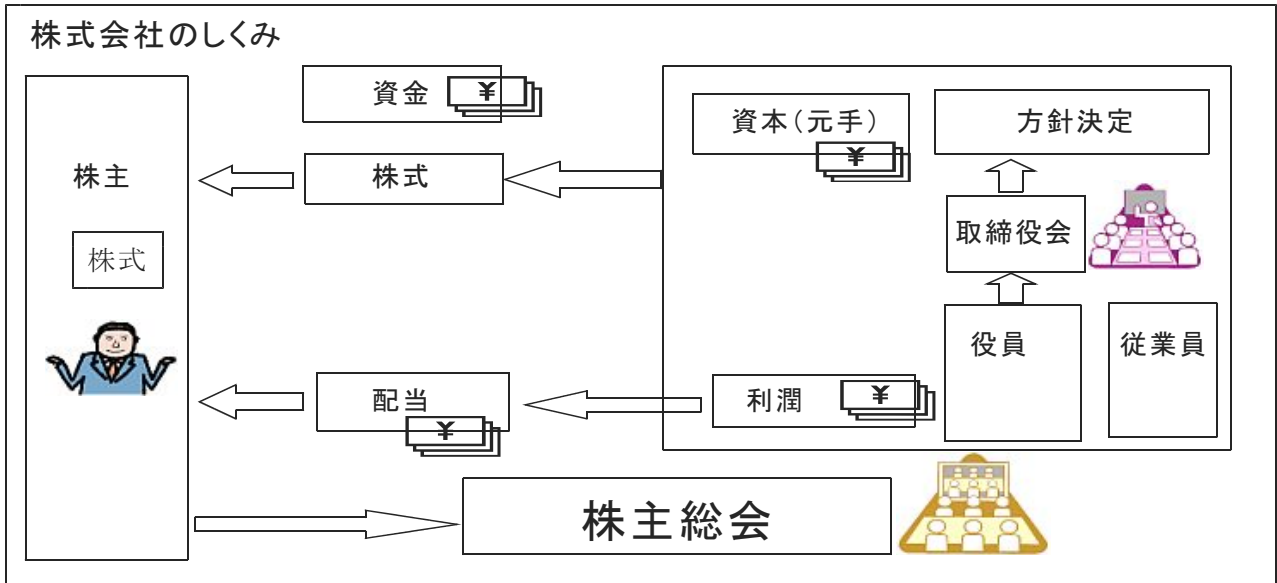 株式会社のしくみ
資金
¥
資本(元手)
¥
方針決定
株主
株式
取締役会
株式
役員
従業員
配当
¥
利潤
¥
株主総会